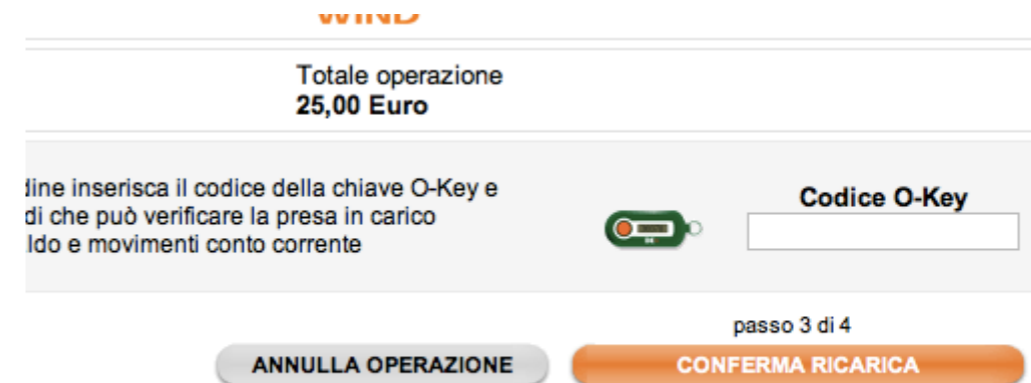 WIND
Totale operazione
25,00 Euro
dine inserisca il codice della chiave O-Key e
di che può verificare la presa in carico
ldo e movimenti conto corrente
Codice O-Key
passo 3 di 4
ANNULLA OPERAZIONE
CONFERMA RICARICA